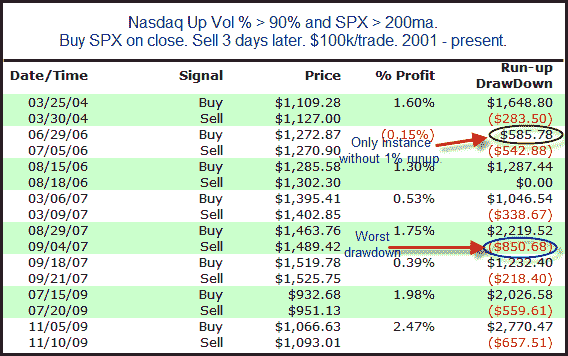 Nasdaq Up Vol % > 90% and SPX > 200ma.
Buy SPX on close. Sell 3 days later. $100k/trade. 2001 - present.
Run-up
Date/Time Signal Price % Profit DrawDown
03/25/04 Buy $1,109.28 1.60% $1,648.80
03/30/04 Sell $1,127.00 ($283.50)
06/29/06 Buy $1,272.87 (0.15%) $585.78
Only instance
07/05/06 Sell $1,270.90 ($542.88)
without 1% runup
08/15/06 Buy $1,285.58 1.30% $1,287.44
08/18/06 Sell $1,302.30 $0.00
03/06/07 Buy $1,395.41 0.53% $1,046.54
03/09/07 Sell $1,402.85 ($338.67)
08/29/07 Buy $1,463.76 1.75% $2,219.52
Worst
09/04/07 Sell $1,489.42 ($850.68)
drawdown
09/18/07 Buy $1,519.78 0.39% $1,232.40
09/21/07 Sell $1,525.75 ($218.40)
07/15/09 Buy $932.68 1.98% $2,026.58
07/20/09 Sell $951.13 ($559.61)
11/05/09 Buy $1,066.63 2.47% $2,770.47
11/10/09 Sell $1,093.01 ($657.51)